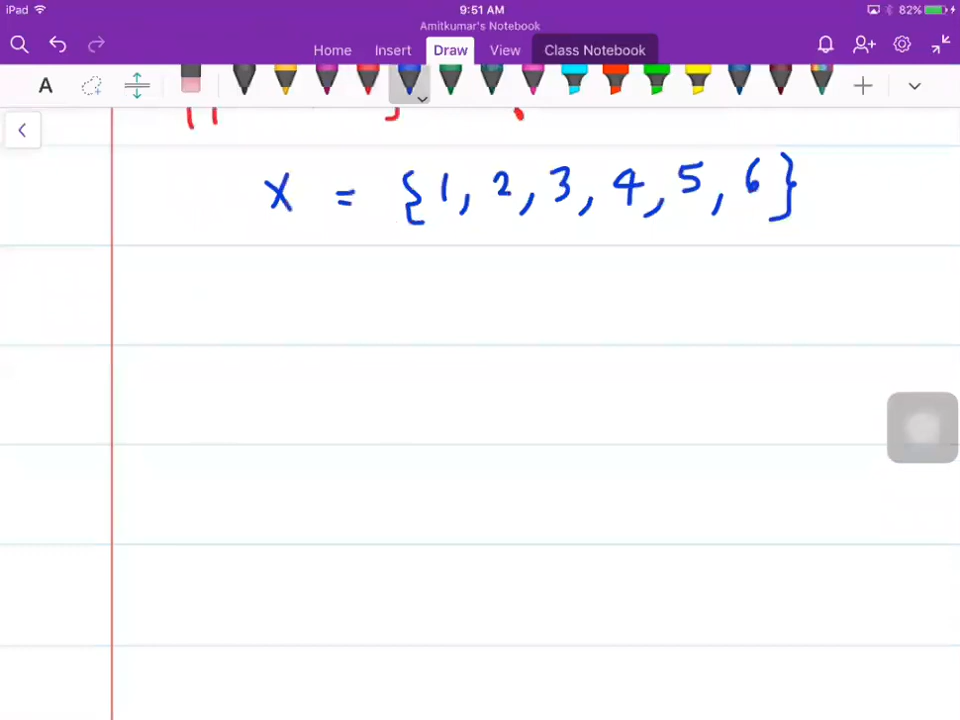 iPad 9:51 AM 82%
Amitkumar's Notebook
Home Insert Draw View Class Notebook
A
X = {1, 2, 3, 4, 5, 6}